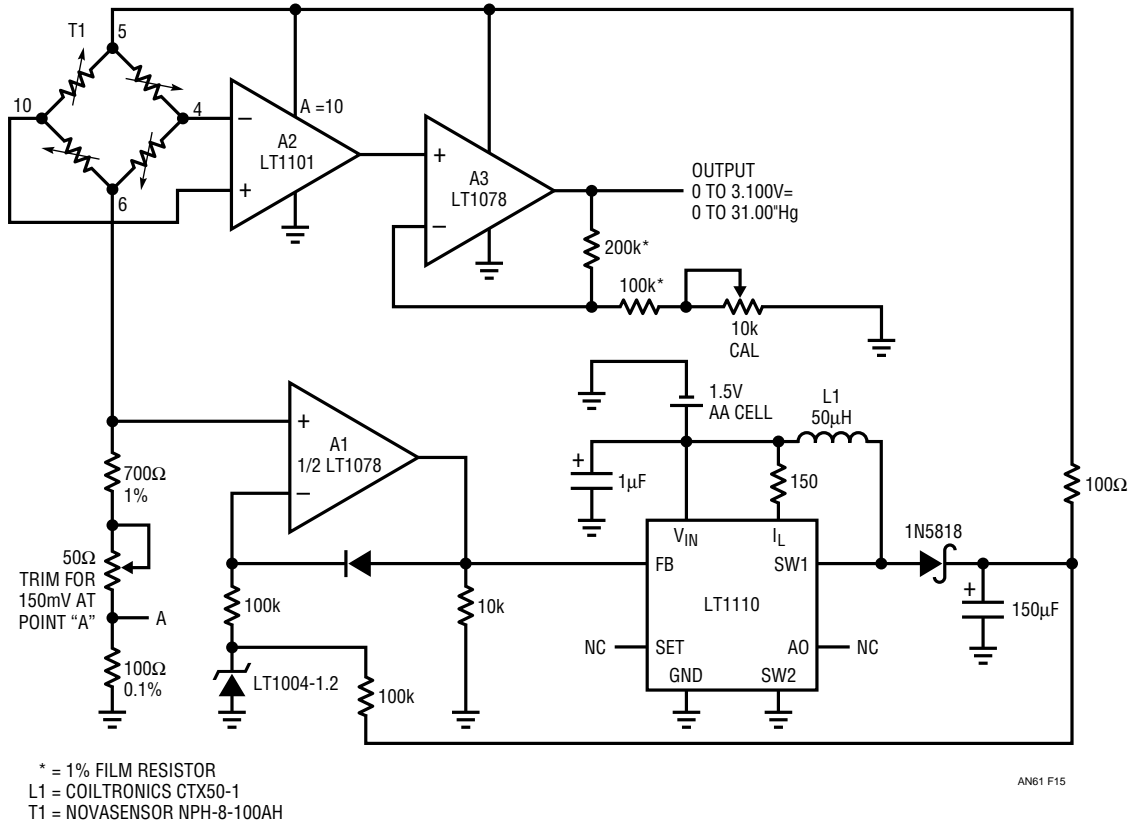 T1
5
10
4
6
A =10
−
+
A2
LT1101
+
−
A3
LT1078
OUTPUT
0 TO 3.100V=
0 TO 31.00"Hg
200k*
100k*
10k
CAL
1.5V
AA CELL
L1
50µH
+
1µF
150
100Ω
+
−
A1
1/2 LT1078
700Ω
1%
50Ω
TRIM FOR
150mV AT
POINT "A"
A
100Ω
0.1%
100k
LT1004-1.2
100k
10k
VIN
IL
FB
SW1
LT1110
NC
SET
AO
NC
GND
SW2
1N5818
+
150µF
* = 1% FILM RESISTOR
L1 = COILTRONICS CTX50-1
T1 = NOVASENSOR NPH-8-100AH
AN61 F15